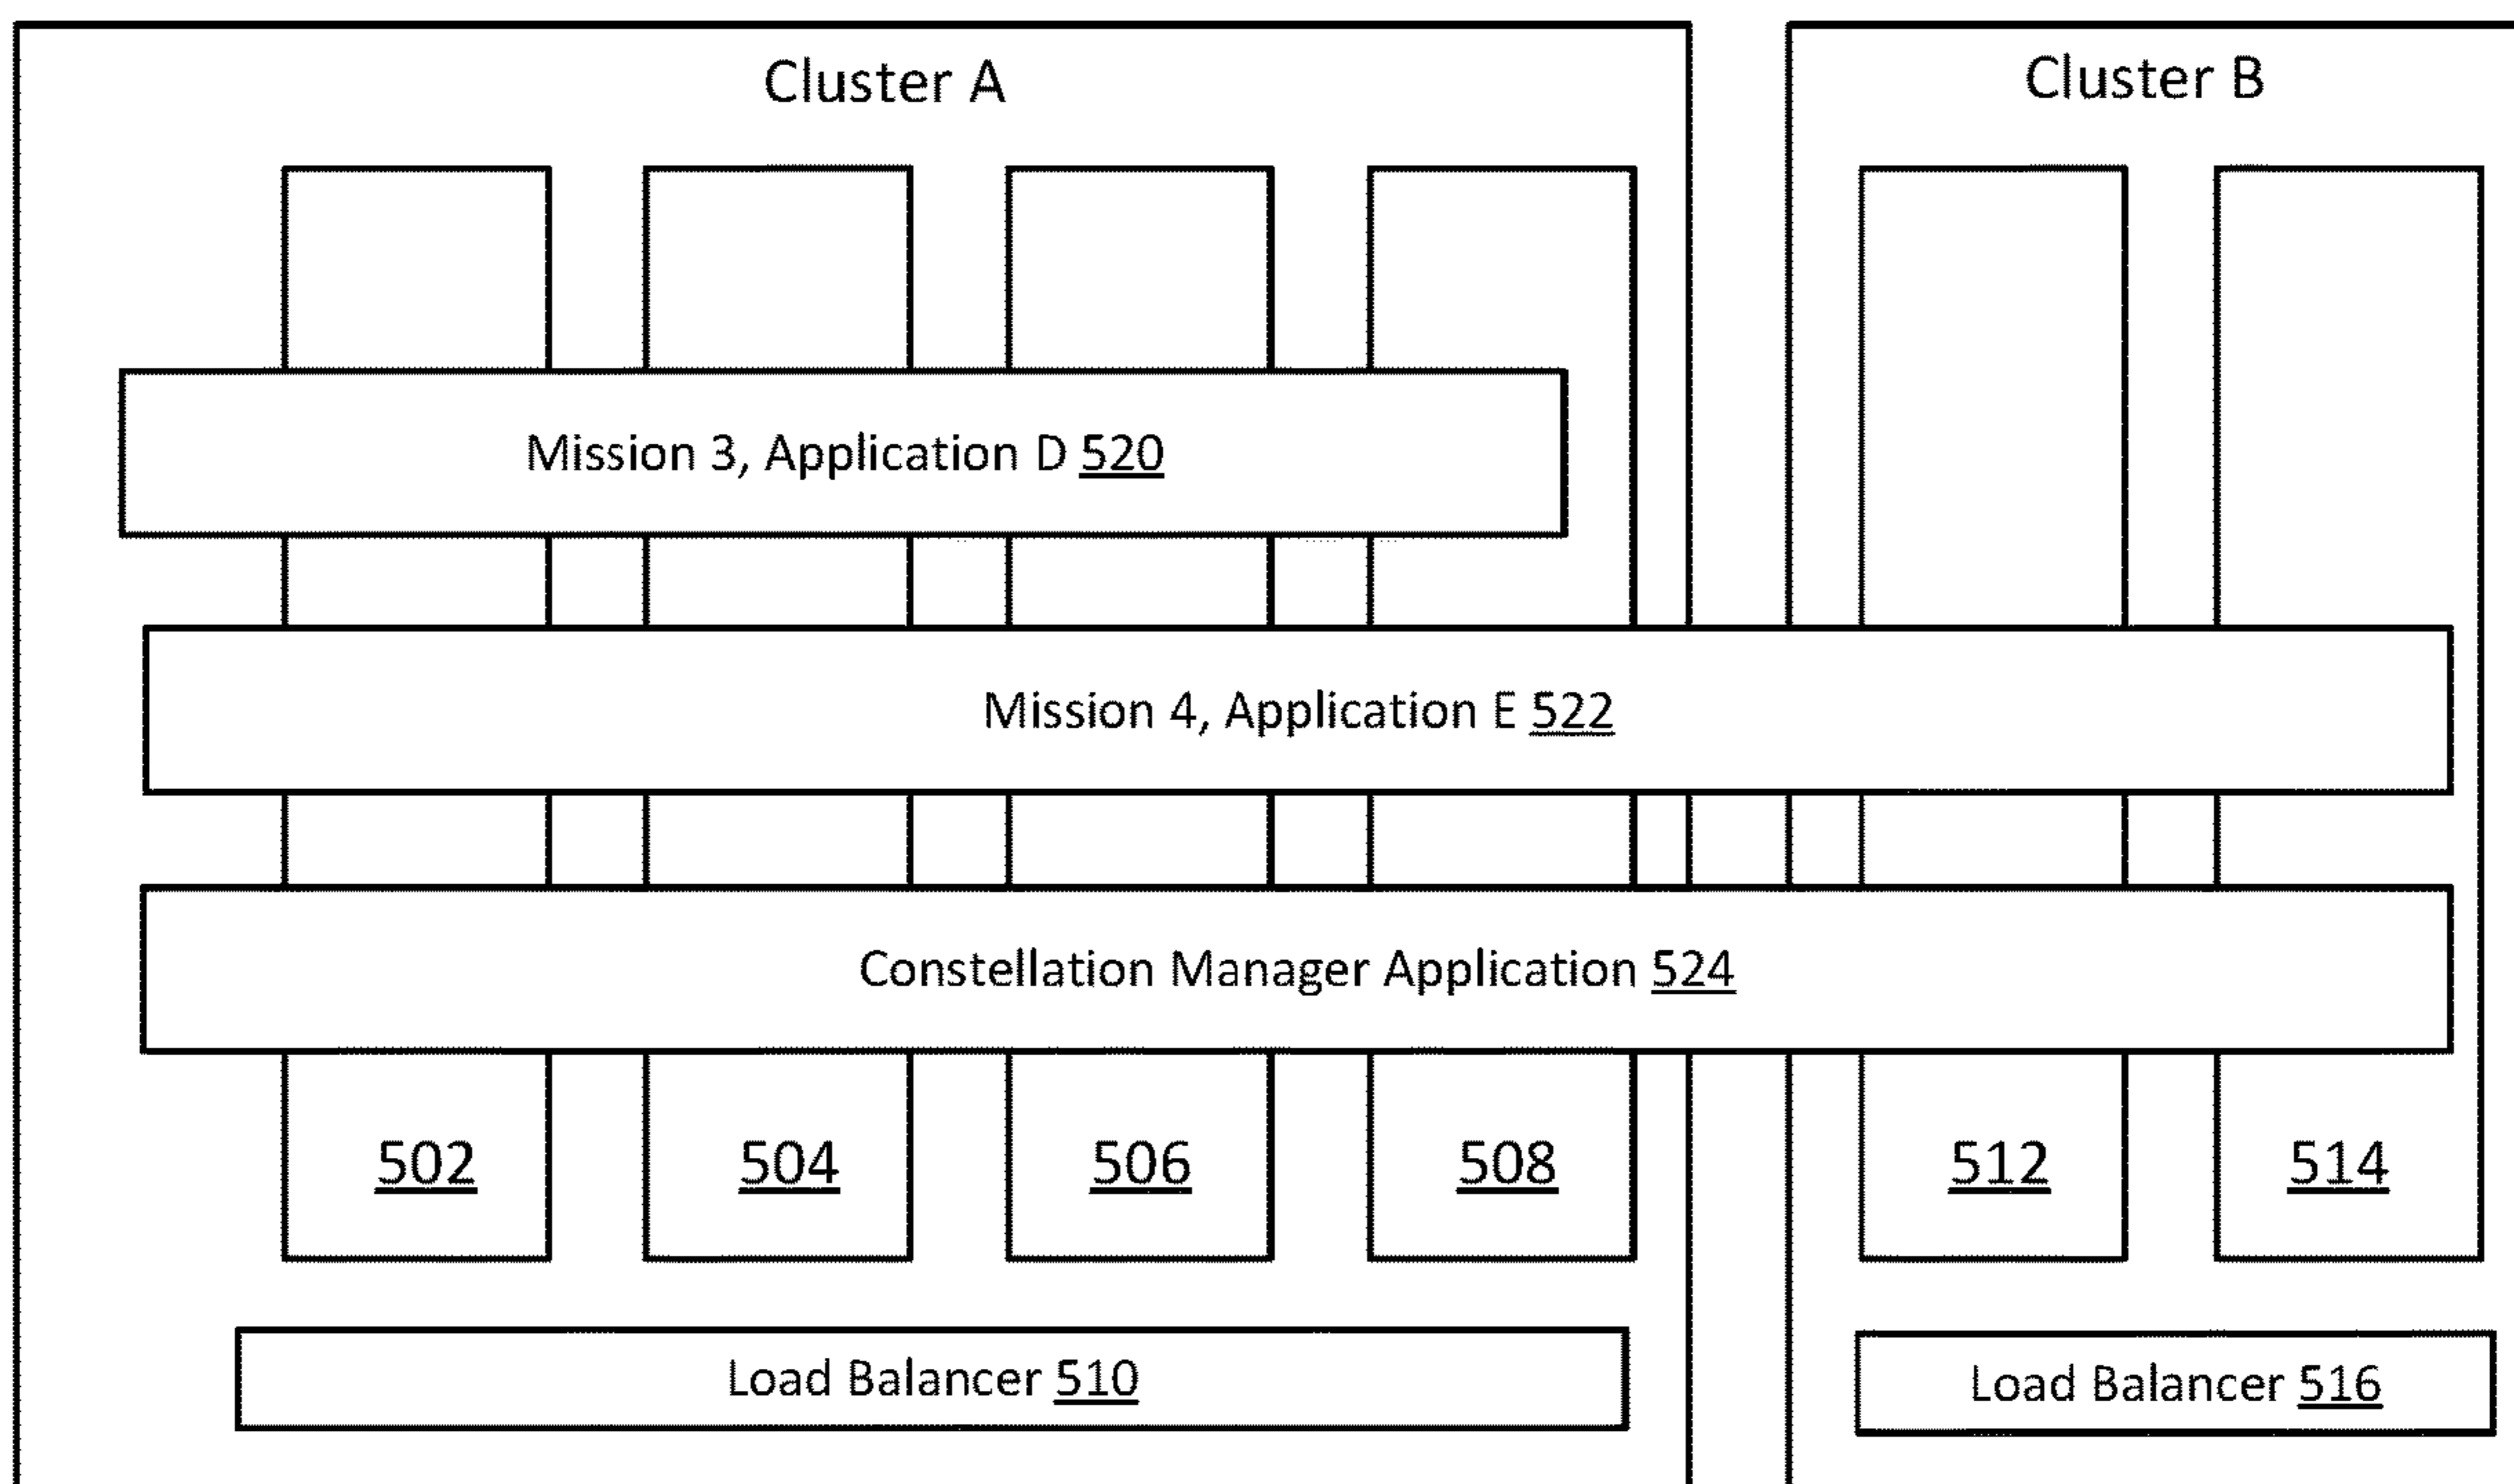 Cluster A
Cluster B
Mission 3, Application D 520
Mission 4, Application E 522
Constellation Manager Application 524
502
504
506
508
512
514
Load Balancer 510
Load Balancer 516